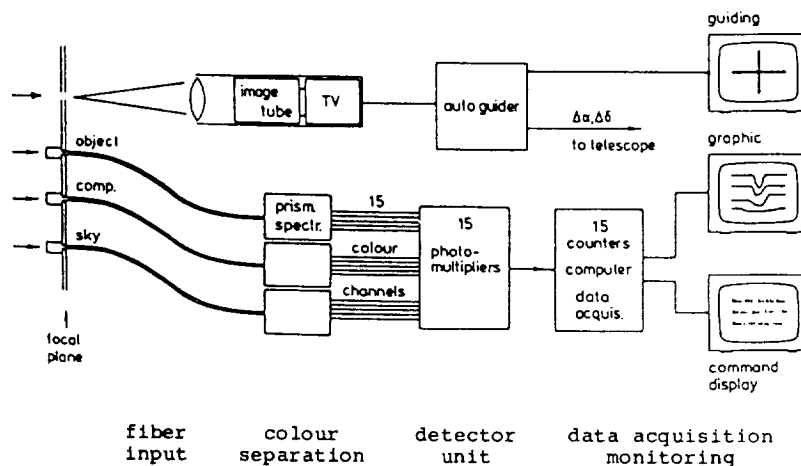 guiding
image
tube
TV
auto guider
Δα,Δδ
to telescope
graphic
object
comp.
sky
prism.
spectr.
15
colour
channels
15
photo-
multipliers
15
counters
computer
data
acquis.
focal
plane
command
display
fiber
input
colour
separation
detector
unit
data acquisition
monitoring